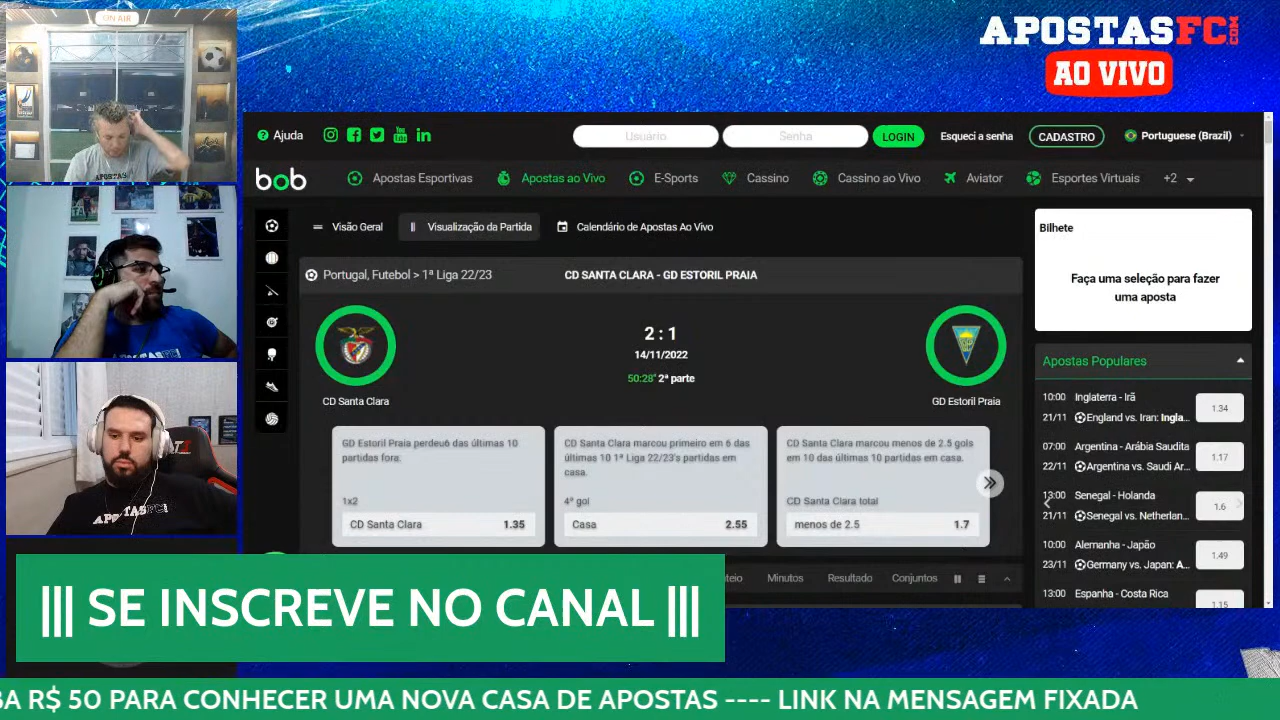 ON AIR
APOSTASFC.COM
AO VIVO
Ajuda
Usuário
Senha
LOGIN
Esqueci a senha
CADASTRO
Portuguese (Brazil)
bob
Apostas Esportivas
Apostas ao Vivo
E-Sports
Cassino
Cassino ao Vivo
Aviator
Esportes Virtuais
+2
Visão Geral
Visualização da Partida
Calendário de Apostas Ao Vivo
Bilhete
Faça uma seleção para fazer
uma aposta
Portugal, Futebol > 1ª Liga 22/23
CD SANTA CLARA - GD ESTORIL PRAIA
2 : 1
14/11/2022
50:28" 2ª parte
CD Santa Clara
GD Estoril Praia
GD Estoril Praia perdeu6 das últimas 10
partidas fora.
1x2
CD Santa Clara 1.35
CD Santa Clara marcou primeiro em 6 das
últimas 10 1ª Liga 22/23's partidas em
casa.
4º gol
Casa 2.55
CD Santa Clara marcou menos de 2.5 gols
em 10 das últimas 10 partidas em casa.
CD Santa Clara total
menos de 2.5 1.7
Apostas Populares
10:00 Inglaterra - Irã
21/11 England vs. Iran: Ingla... 1.34
07:00 Argentina - Arábia Saudita
22/11 Argentina vs. Saudi Ar... 1.17
13:00 Senegal - Holanda
21/11 Senegal vs. Netherlan... 1.6
10:00 Alemanha - Japão
23/11 Germany vs. Japan: A... 1.49
13:00 Espanha - Costa Rica
1.15
teio
Minutos
Resultado
Conjuntos
APOSTAS
APOSTASFC
||| SE INSCREVE NO CANAL |||
BA R$ 50 PARA CONHECER UMA NOVA CASA DE APOSTAS ---- LINK NA MENSAGEM FIXADA